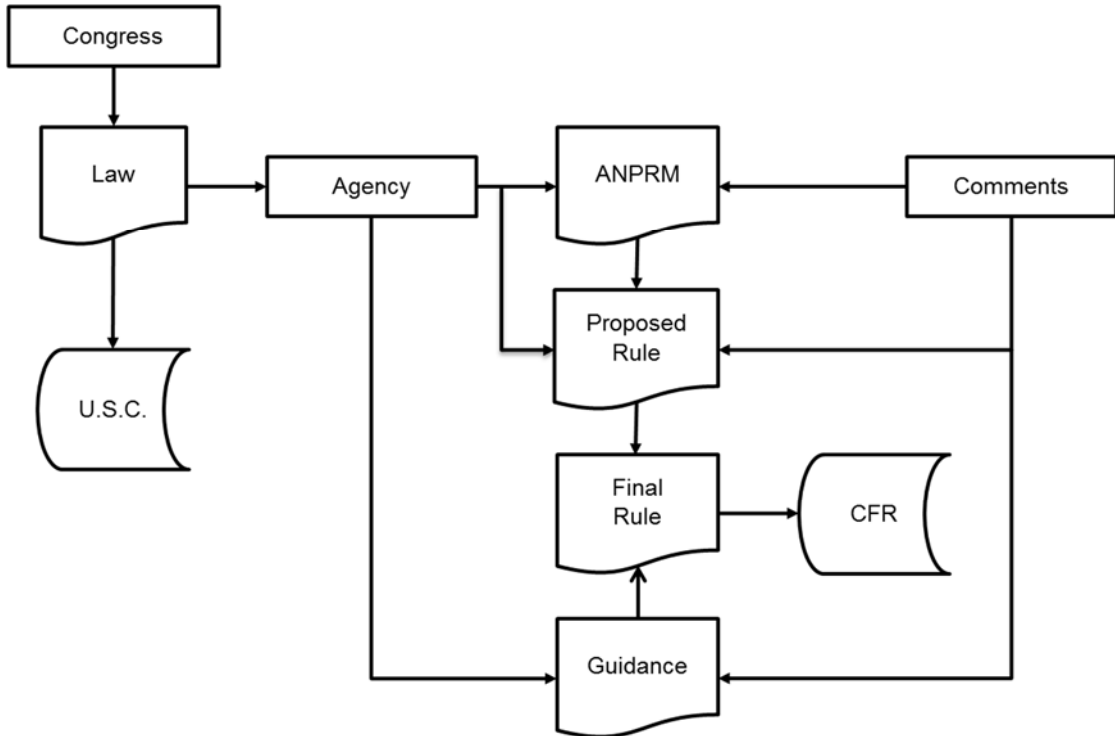 Congress
Law
Agency
ANPRM
Comments
Proposed
Rule
U.S.C.
Final
Rule
CFR
Guidance